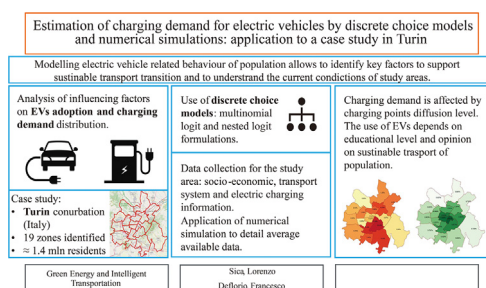 Estimation of charging demand for electric vehicles by discrete choice models
and numerical simulations: application to a case study in Turin
Modelling electric vehicle related behaviour of population allows to identify key factors to support
sustainable transport transition and to understand the current conditions of study areas.
Analysis of influencing factors
on EVs adoption and charging
demand distribution.
Case study:
• Turin conurbation
(Italy)
• 19 zones identified
• ≈ 1.4 mln residents
Use of discrete choice
models: multinomial
logit and nested logit
formulations.
Data collection for the study
area: socio-economic, transport
system and electric charging
information.
Application of numerical
simulation to detail average
available data.
Charging demand is affected by
charging points diffusion level.
The use of EVs depends on
educational level and opinion
on sustainable trasport of
population.
Green Energy and Intelligent
Transportation
Sica, Lorenzo
Deflorio, Francesco